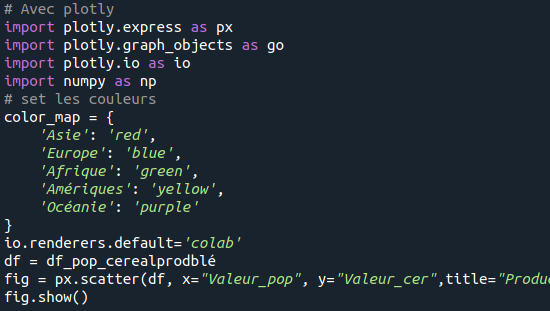 # Avec plotly
import plotly.express as px
import plotly.graph_objects as go
import plotly.io as io
import numpy as np
# set les couleurs
color_map = {
    'Asie': 'red',
    'Europe': 'blue',
    'Afrique': 'green',
    'Amériques': 'yellow',
    'Océanie': 'purple'
}
io.renderers.default='colab'
df = df_pop_cerealprodblé
fig = px.scatter(df, x="Valeur_pop", y="Valeur_cer",title="Produc
fig.show()